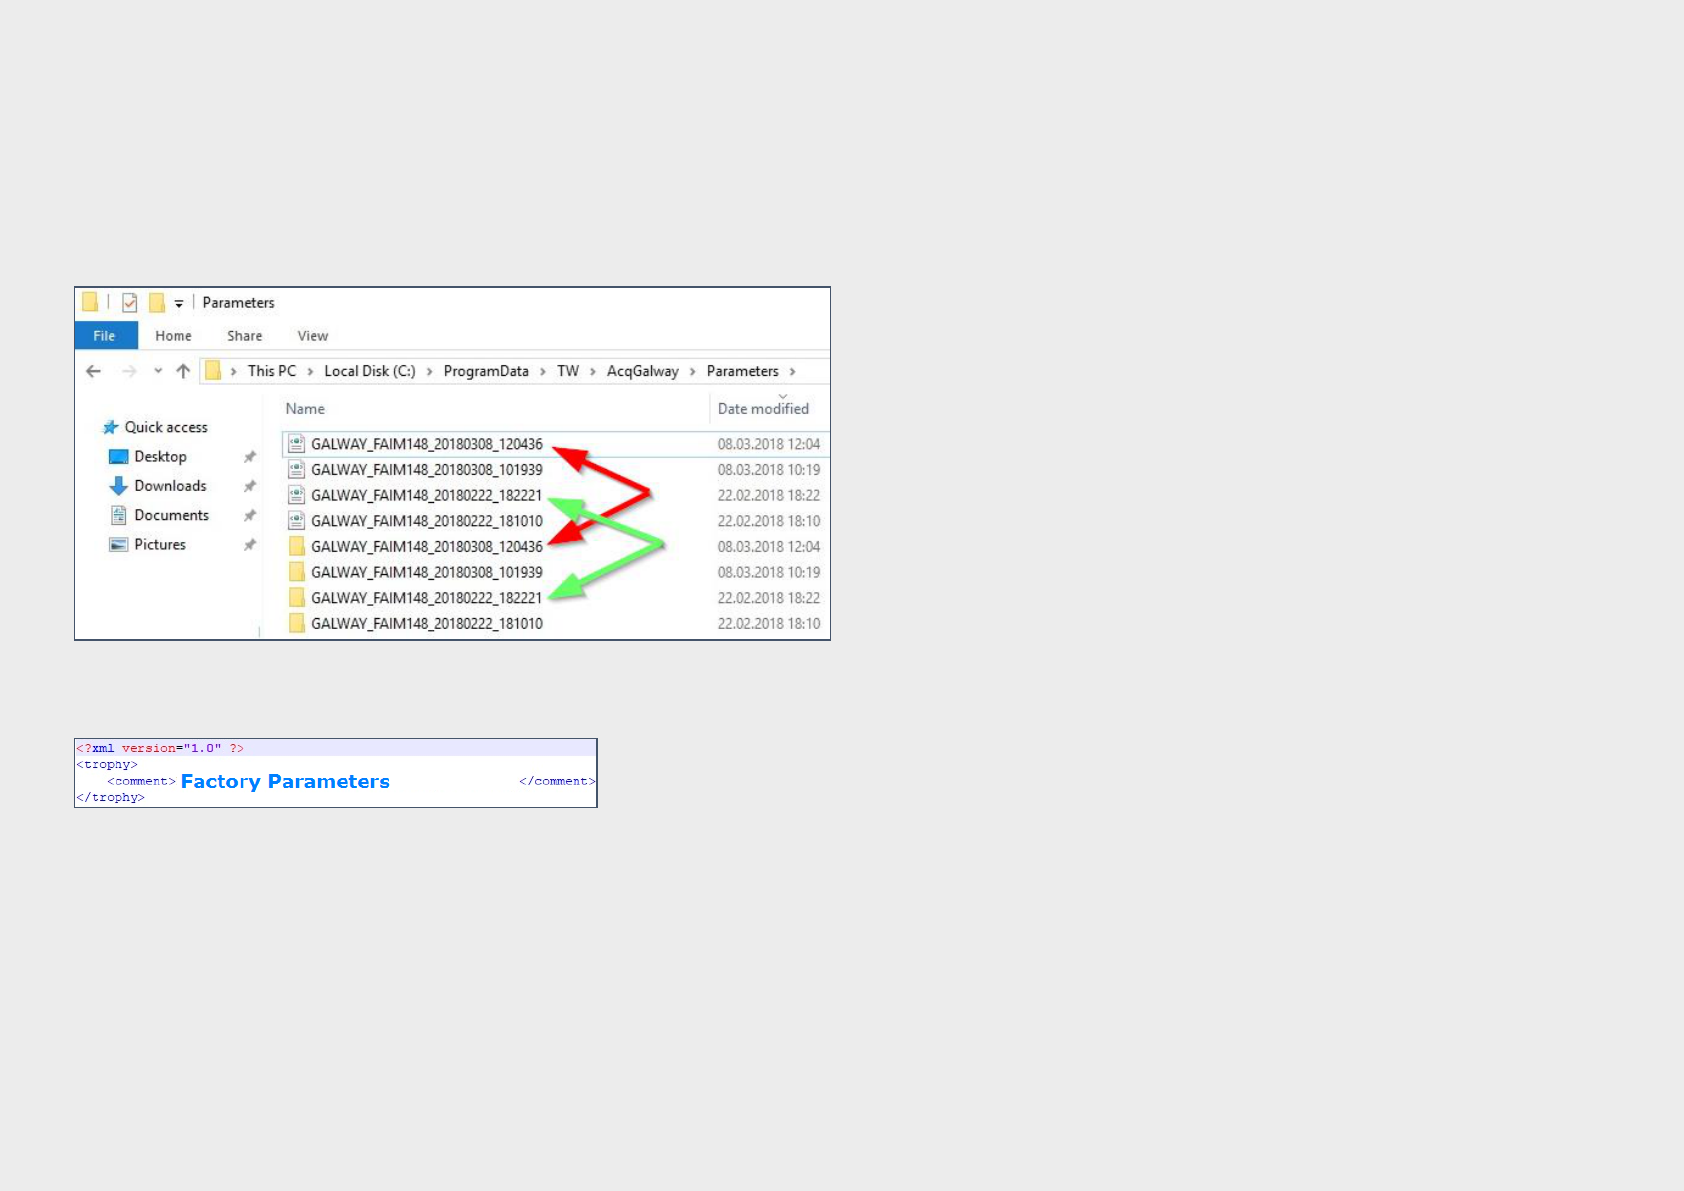 Parameters
File Home Share View
This PC > Local Disk (C:) > ProgramData > TW > AcqGalway > Parameters >
Name Date modified
Quick access
Desktop
Downloads
Documents
Pictures
GALWAY_FAIM148_20180308_120436 08.03.2018 12:04
GALWAY_FAIM148_20180308_101939 08.03.2018 10:19
GALWAY_FAIM148_20180222_182221 22.02.2018 18:22
GALWAY_FAIM148_20180222_181010 22.02.2018 18:10
GALWAY_FAIM148_20180308_120436 08.03.2018 12:04
GALWAY_FAIM148_20180308_101939 08.03.2018 10:19
GALWAY_FAIM148_20180222_182221 22.02.2018 18:22
GALWAY_FAIM148_20180222_181010 22.02.2018 18:10
<?xml version="1.0" ?>
<trophy>
<comment> Factory Parameters </comment>
</trophy>